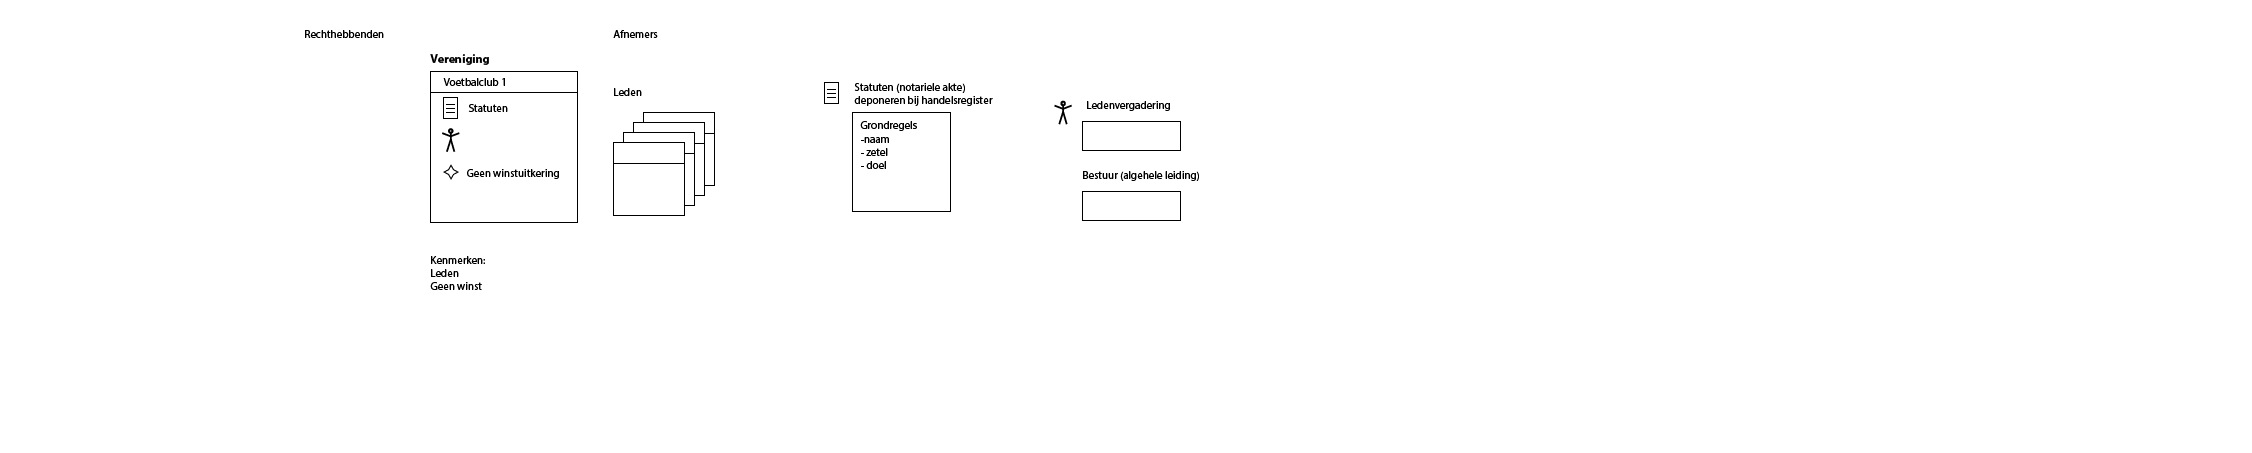 Rechthebbenden
Afnemers
Vereniging
Voetbalclub 1
Statuten
Geen winstuitkering
Kenmerken:
Leden
Geen winst
Leden
Statuten (notariele akte)
deponeren bij handelsregister
Grondregels
-naam
- zetel
- doel
Ledenvergadering
Bestuur (algehele leiding)